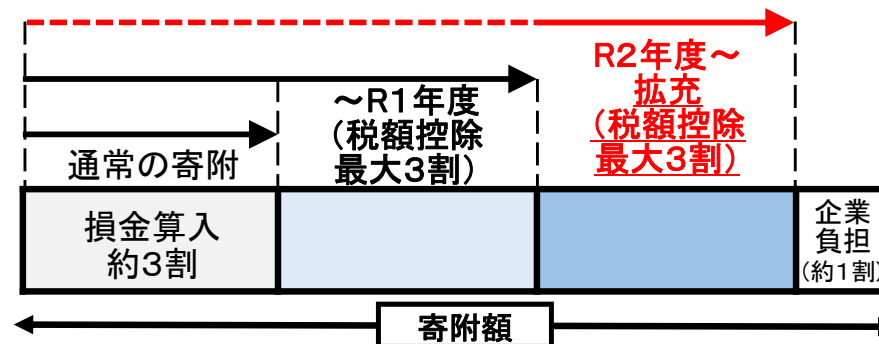 R2年度～
拡充
(税額控除
最大3割)
～R1年度
(税額控除
最大3割)
通常の寄附
損金算入
約3割
企業
負担
(約1割)
寄附額